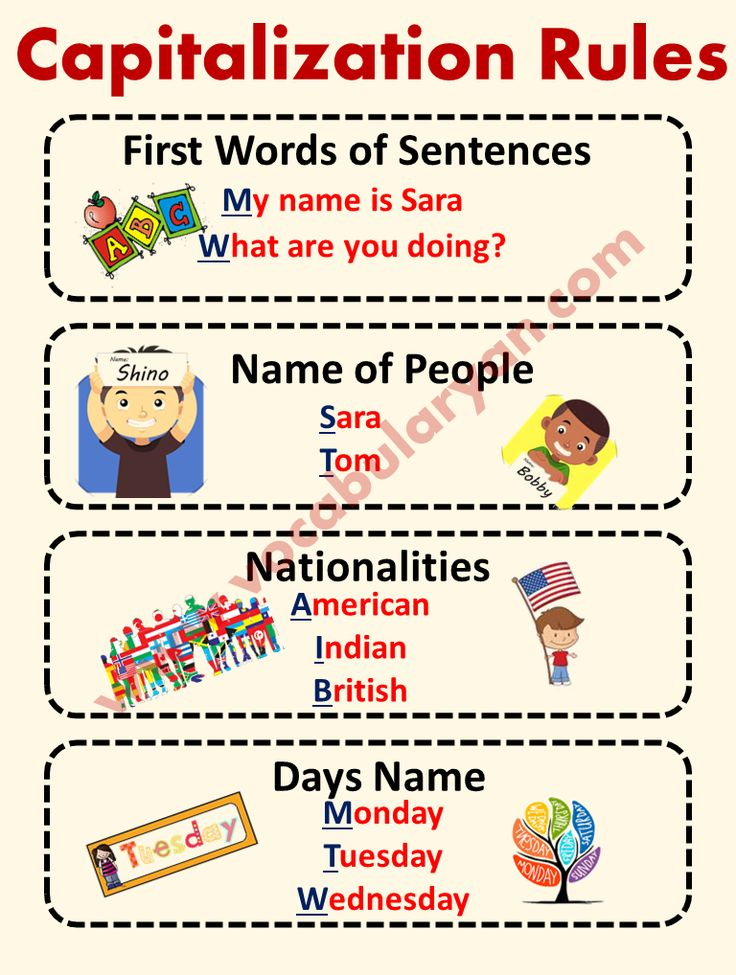 Capitalization Rules
First Words of Sentences
A B C
My name is Sara
What are you doing?
Name of People
Name:
Shino
Sara
Tom
Name:
Bobby
Nationalities
American
Indian
British
Days Name
Tuesday
Monday
Tuesday
Wednesday
MONDAY
TUESDAY
THURSDAY
FRIDAY
SATURDAY
SUNDAY
vocabularyan.com